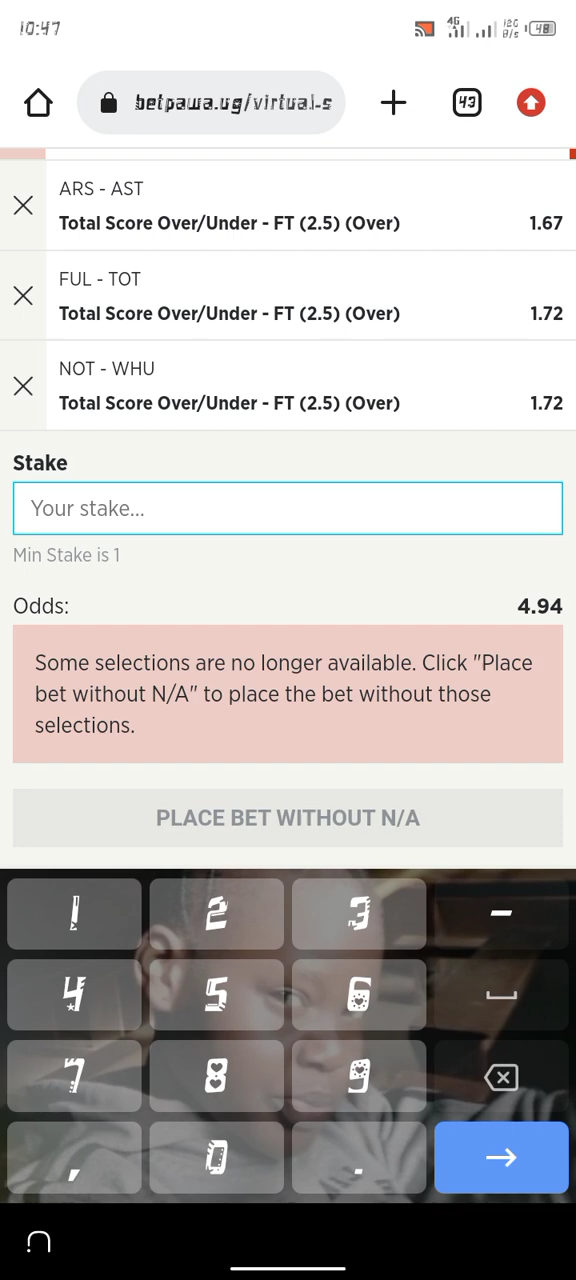 10:47
4G
120
B/s
48
betpawa.ug/virtual-s
43
ARS - AST
Total Score Over/Under - FT (2.5) (Over) 1.67
FUL - TOT
Total Score Over/Under - FT (2.5) (Over) 1.72
NOT - WHU
Total Score Over/Under - FT (2.5) (Over) 1.72
Stake
Your stake...
Min Stake is 1
Odds: 4.94
Some selections are no longer available. Click "Place
bet without N/A" to place the bet without those
selections.
PLACE BET WITHOUT N/A
1 2 3 -
4 5 6
7 8 9
, 0 .